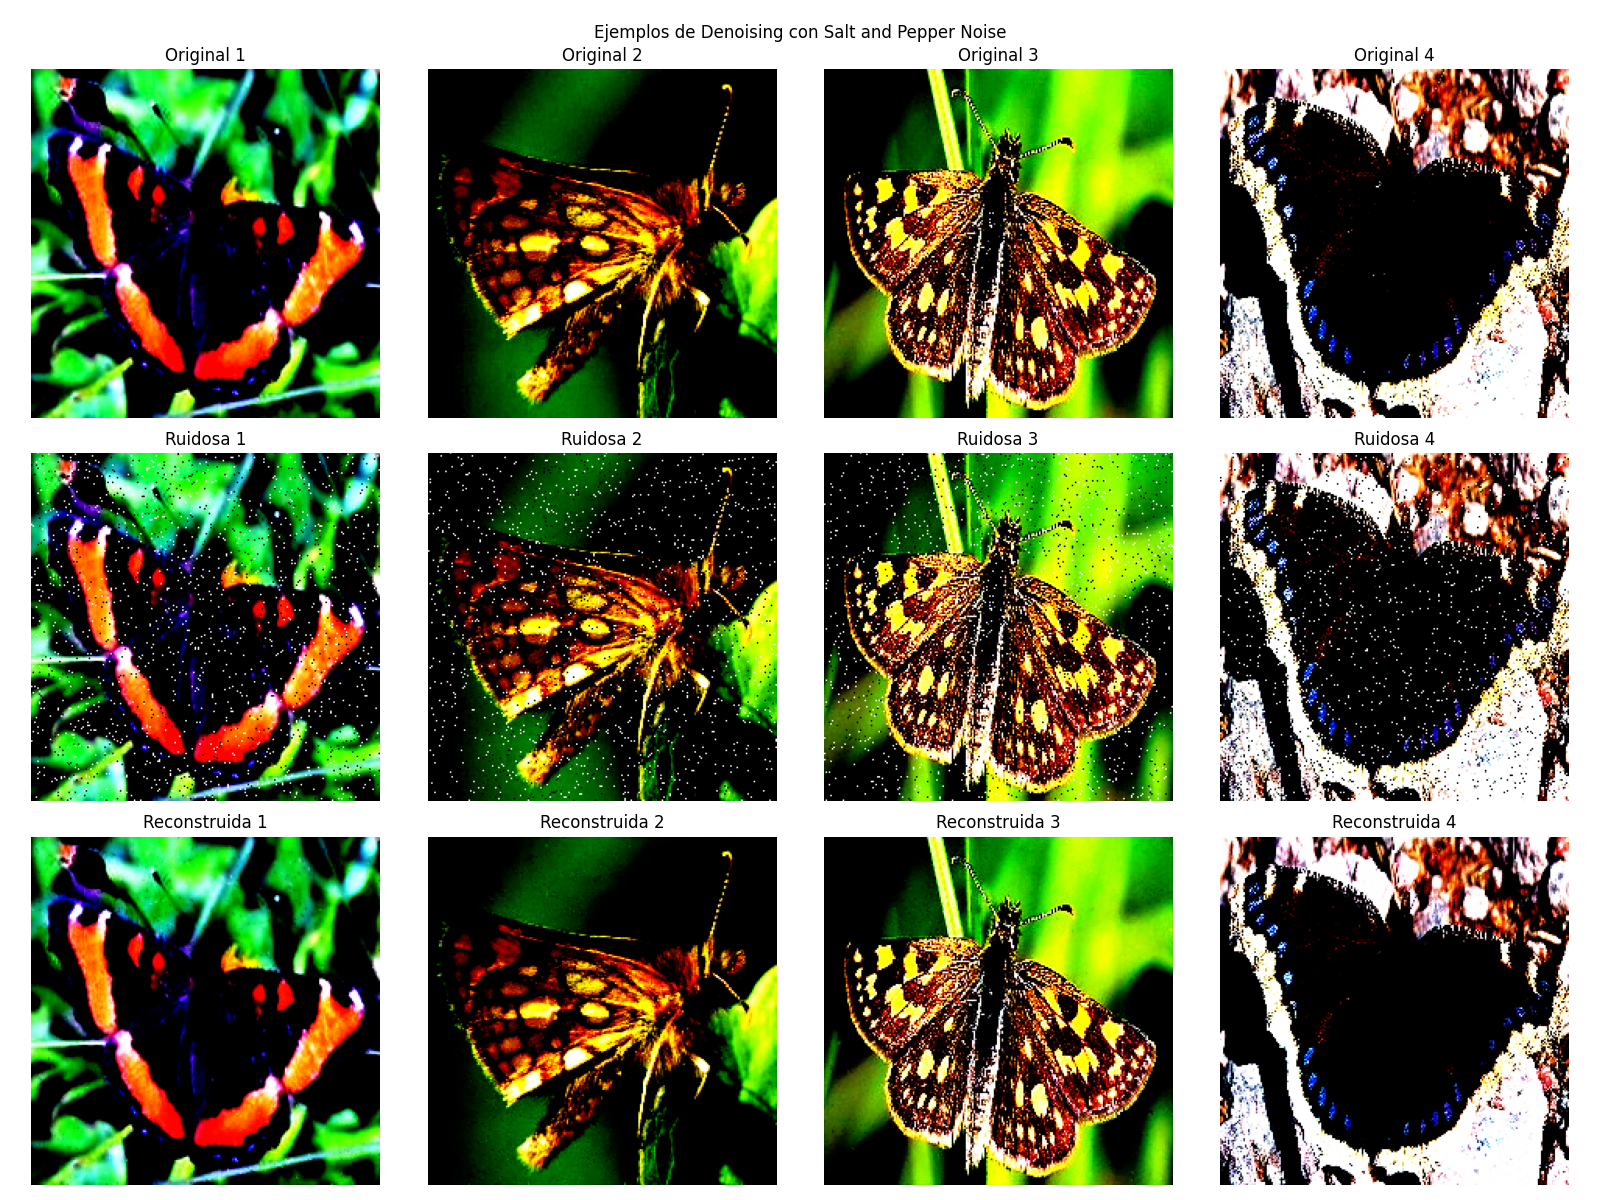 Ejemplos de Denoising con Salt and Pepper Noise
Original 1
Original 2
Original 3
Original 4
Ruidosa 1
Ruidosa 2
Ruidosa 3
Ruidosa 4
Reconstruida 1
Reconstruida 2
Reconstruida 3
Reconstruida 4